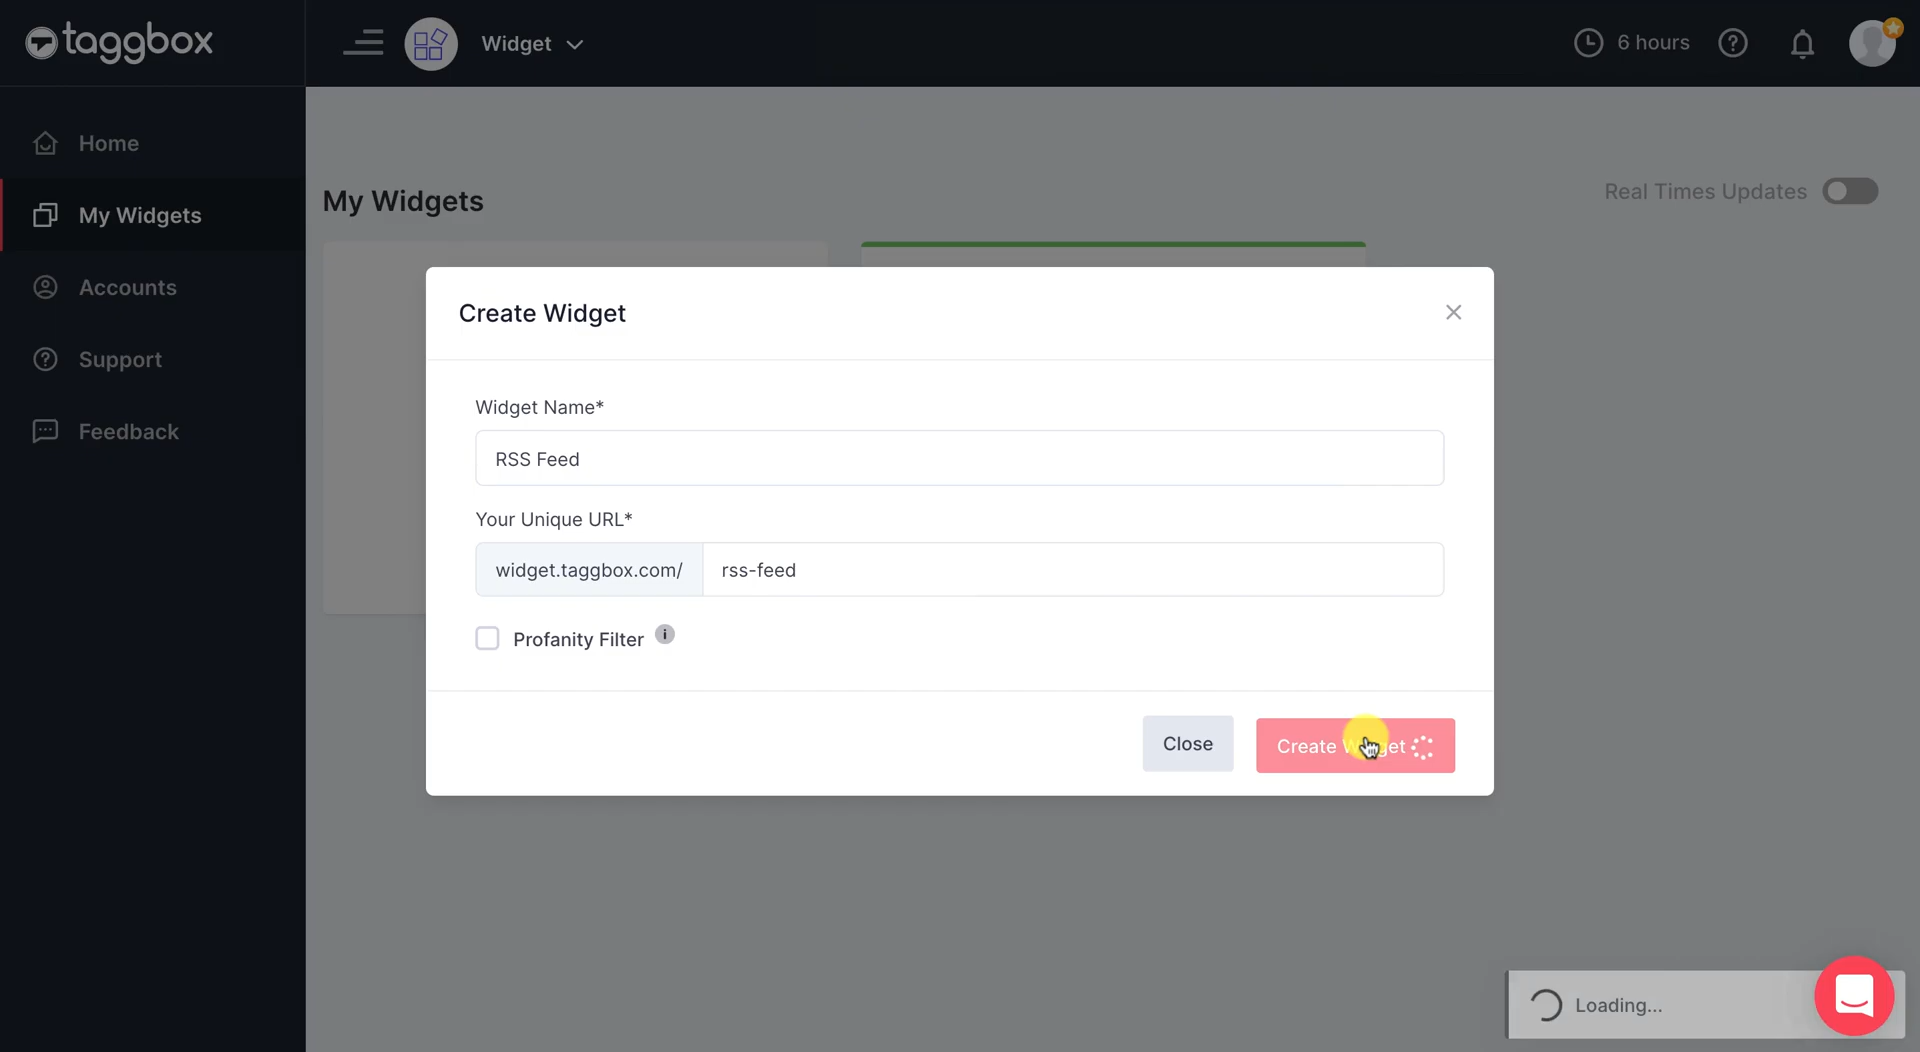 taggbox
Widget
6 hours
Home
My Widgets
Accounts
Support
Feedback
My Widgets
Real Times Updates
Create Widget
Widget Name*
RSS Feed
Your Unique URL*
widget.taggbox.com/ rss-feed
Profanity Filter
Close
Create Widget
Loading...